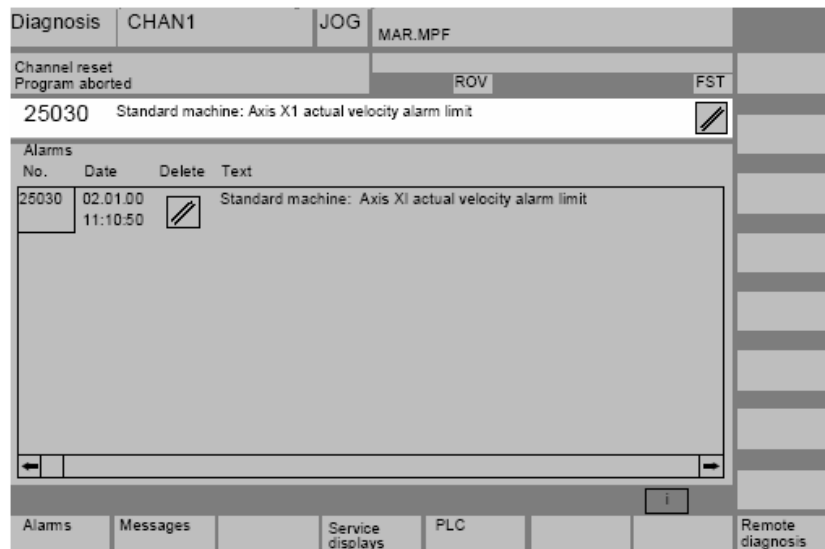 Diagnosis CHAN1 JOG MAR.MPF
Channel reset
Program aborted ROV FST
25030 Standard machine: Axis X1 actual velocity alarm limit
Alarms
No. Date Delete Text
25030 02.01.00 Standard machine: Axis XI actual velocity alarm limit
11:10:50
i
Alarms Messages Service displays PLC Remote diagnosis